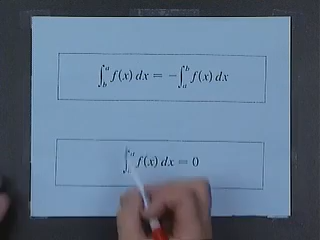 ∫_b^a f(x) dx = −∫_a^b f(x) dx
∫^a f(x) dx = 0